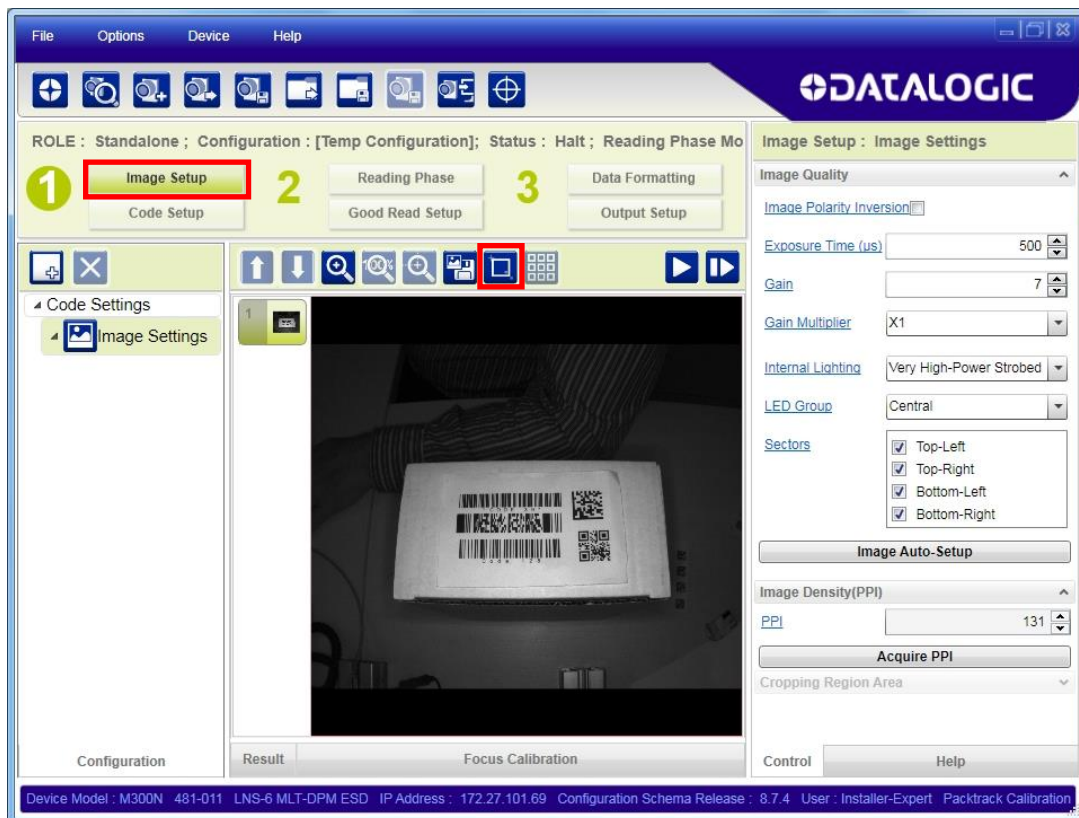 File Options Device Help
DATALOGIC
ROLE : Standalone ; Configuration : [Temp Configuration]; Status : Halt ; Reading Phase Mo
Image Setup : Image Settings
1 Image Setup 2 Reading Phase 3 Data Formatting
Code Setup Good Read Setup Output Setup
Image Quality
Image Polarity Inversion
Exposure Time (µs) 500
Gain 7
Gain Multiplier X1
Internal Lighting Very High-Power Strobed
LED Group Central
Sectors Top-Left
Top-Right
Bottom-Left
Bottom-Right
Image Auto-Setup
Image Density(PPI)
PPI 131
Acquire PPI
Cropping Region Area
100%
Code Settings
Image Settings
1
CODE 128
Configuration Result Focus Calibration Control Help
Device Model : M300N 481-011 LNS-6 MLT-DPM ESD IP Address : 172.27.101.69 Configuration Schema Release : 8.7.4 User : Installer-Expert Packtrack Calibration